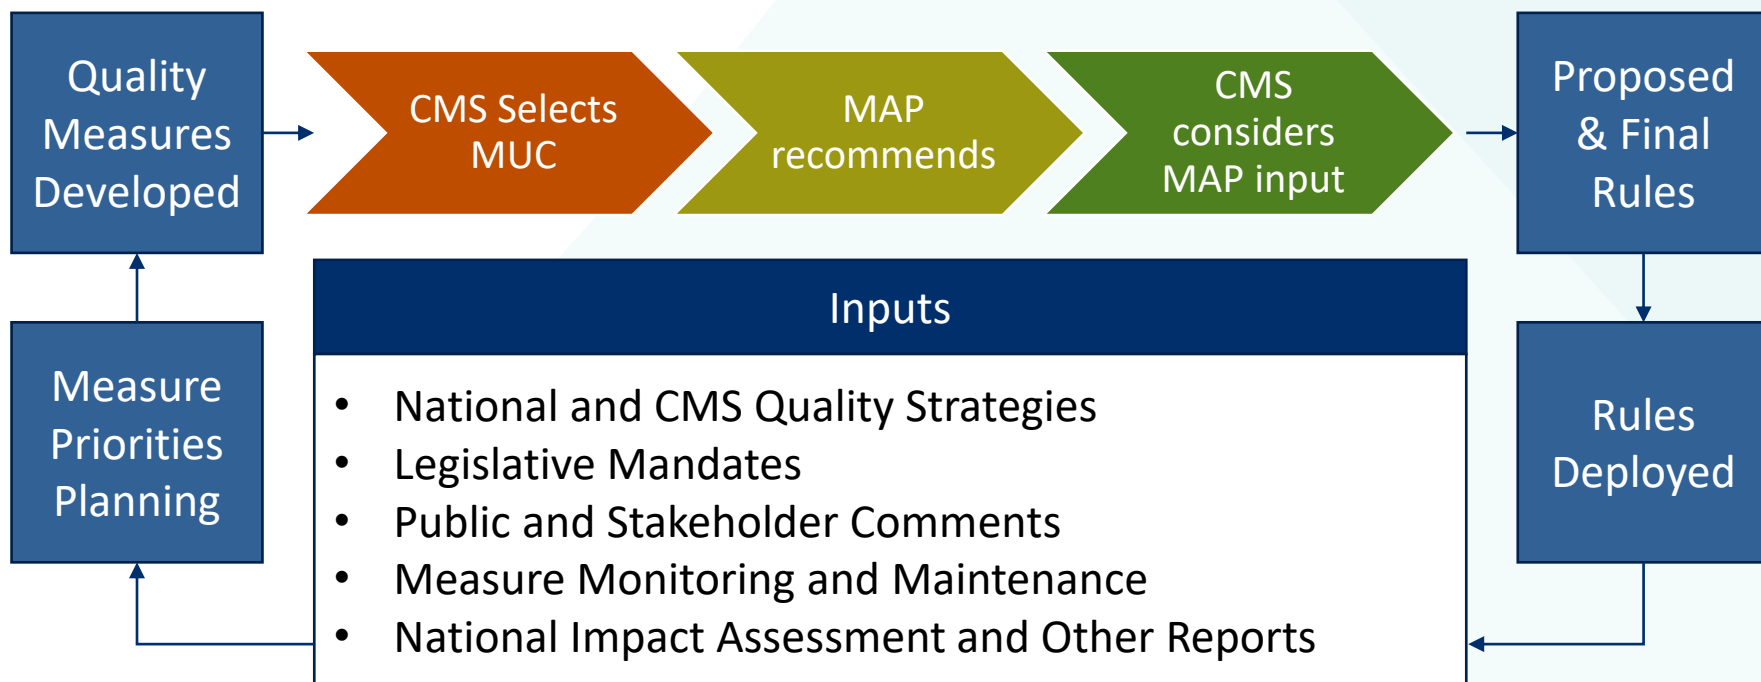 Quality
Measures
Developed
CMS Selects
MUC
MAP
recommends
CMS
considers
MAP input
Proposed
& Final
Rules
Measure
Priorities
Planning
Inputs
• National and CMS Quality Strategies
• Legislative Mandates
• Public and Stakeholder Comments
• Measure Monitoring and Maintenance
• National Impact Assessment and Other Reports
Rules
Deployed